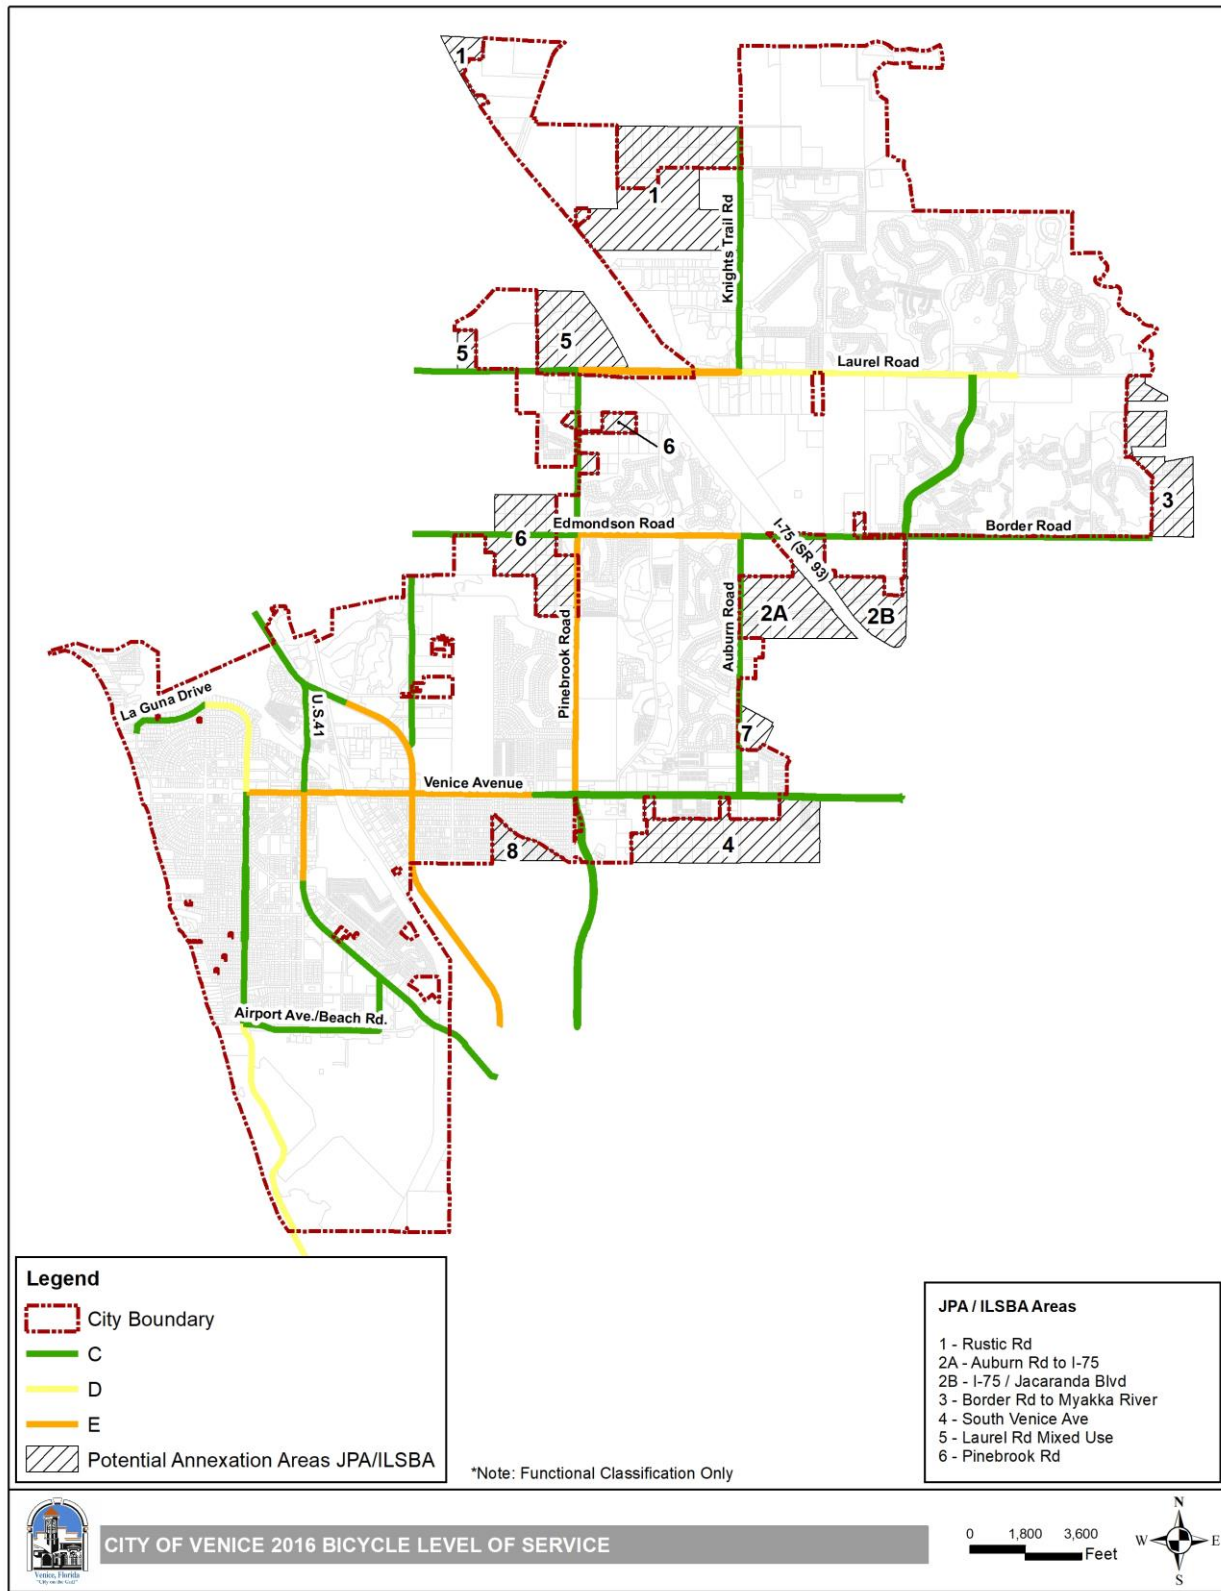 1
1
Knights Trail Rd
5
5
Laurel Road
6
3
6
Edmondson Road
Border Road
I-75 (SR 93)
2A
2B
Auburn Road
Pinebrook Road
La Guna Drive
U.S.41
7
Venice Avenue
8
4
Airport Ave./Beach Rd.
Legend
City Boundary
C
D
E
Potential Annexation Areas JPA/ILSBA
*Note: Functional Classification Only
JPA / ILSBA Areas
1 - Rustic Rd
2A - Auburn Rd to I-75
2B - I-75 / Jacaranda Blvd
3 - Border Rd to Myakka River
4 - South Venice Ave
5 - Laurel Rd Mixed Use
6 - Pinebrook Rd
Venice, Florida
"City on the Gulf"
CITY OF VENICE 2016 BICYCLE LEVEL OF SERVICE
0 1,800 3,600
Feet
N
W E
S